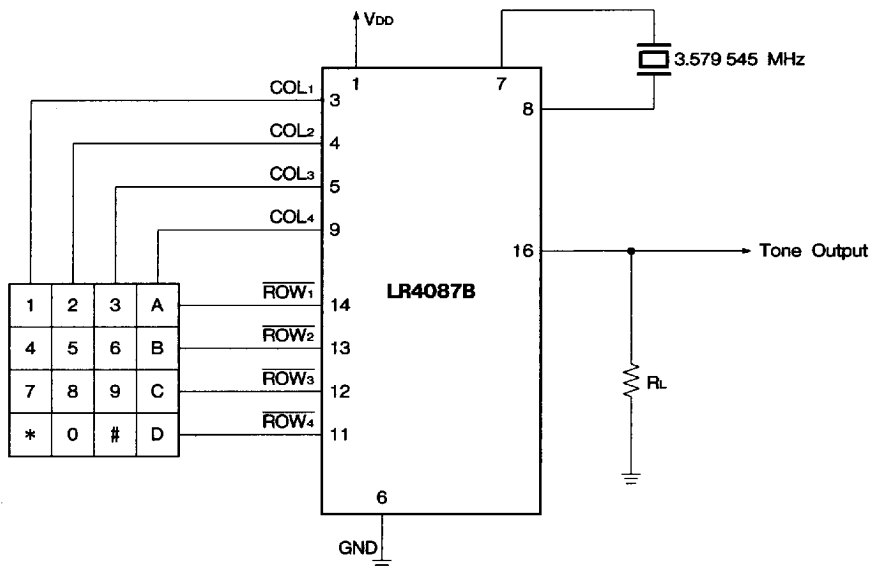 VDD
3.579 545 MHz
1
7
8
COL1
3
COL2
4
COL3
5
COL4
9
16
Tone Output
LR4087B
1 2 3 A
4 5 6 B
7 8 9 C
* 0 # D
ROW1
14
ROW2
13
ROW3
12
ROW4
11
RL
6
GND